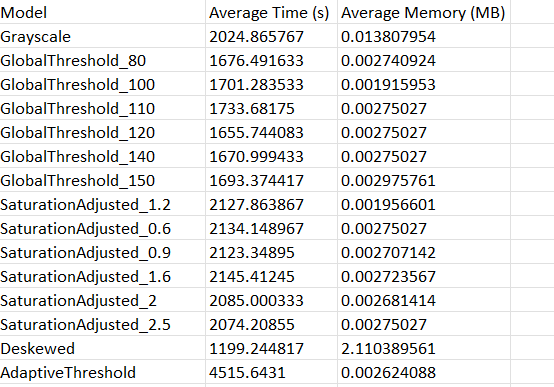 Model Average Time (s) Average Memory (MB)
Grayscale 2024.865767 0.013807954
GlobalThreshold_80 1676.491633 0.002740924
GlobalThreshold_100 1701.283533 0.001915953
GlobalThreshold_110 1733.68175 0.00275027
GlobalThreshold_120 1655.744083 0.00275027
GlobalThreshold_140 1670.999433 0.00275027
GlobalThreshold_150 1693.374417 0.002975761
SaturationAdjusted_1.2 2127.863867 0.001956601
SaturationAdjusted_0.6 2134.148967 0.00275027
SaturationAdjusted_0.9 2123.34895 0.002707142
SaturationAdjusted_1.6 2145.41245 0.002723567
SaturationAdjusted_2 2085.000333 0.002681414
SaturationAdjusted_2.5 2074.20855 0.00275027
Deskewed 1199.244817 2.110389561
AdaptiveThreshold 4515.6431 0.002624088